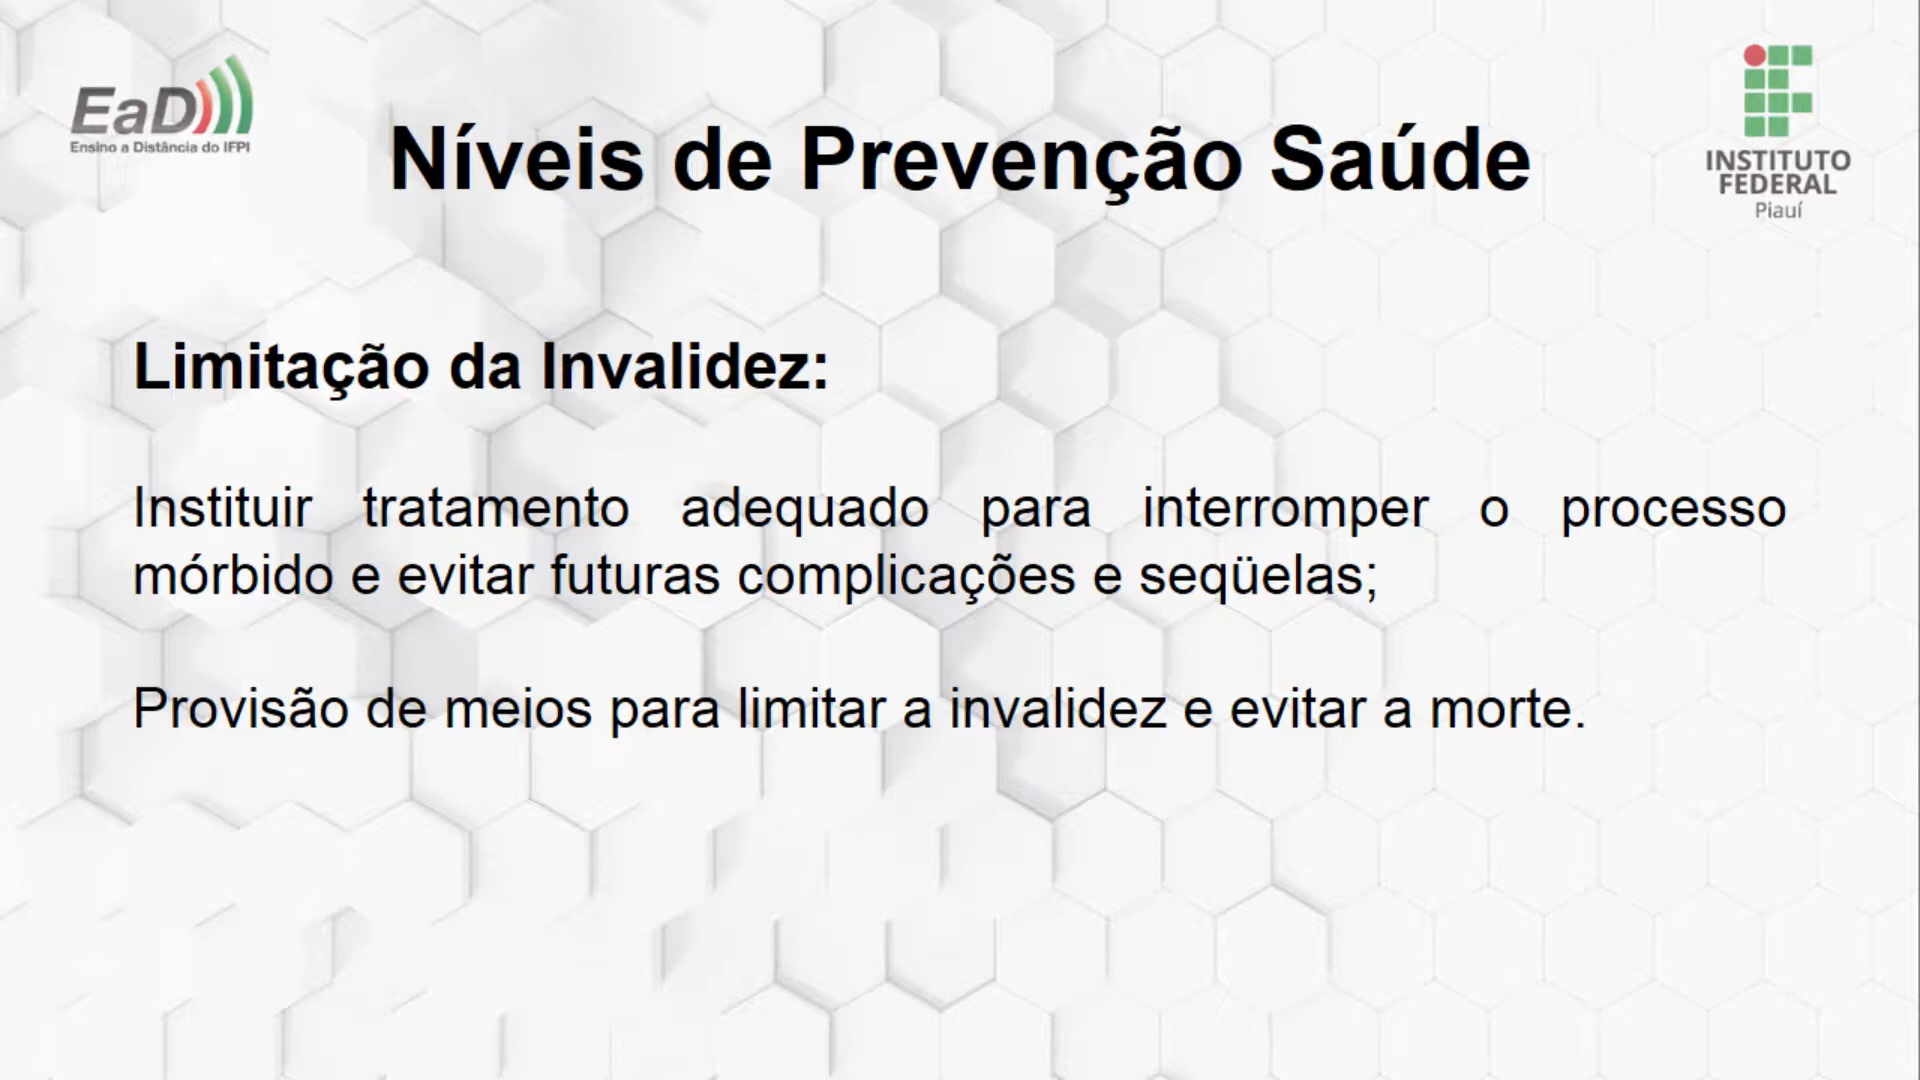 EaD
Ensino a Distância do IFPI
Níveis de Prevenção Saúde
INSTITUTO
FEDERAL
Piauí
Limitação da Invalidez:
Instituir tratamento adequado para interromper o processo
mórbido e evitar futuras complicações e seqüelas;
Provisão de meios para limitar a invalidez e evitar a morte.